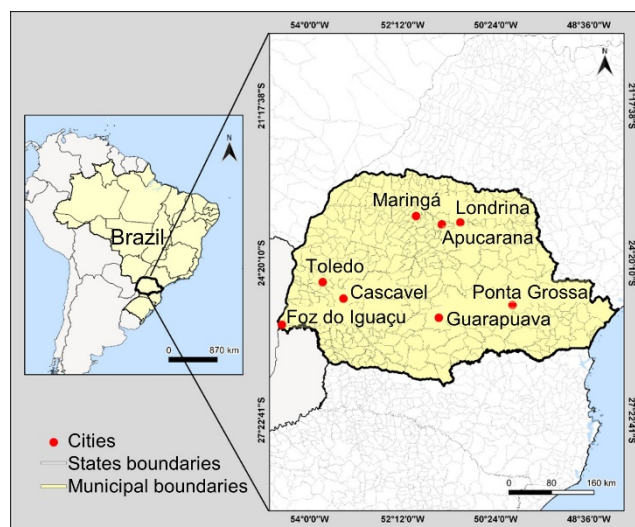 54°0'0"W 52°12'0"W 50°24'0"W 48°36'0"W
N
21°17'38"S
21°17'38"S
N
Maringá
Londrina
Apucarana
Brazil
24°20'10"S
24°20'10"S
Toledo
Cascavel
Ponta Grossa
Foz do Iguaçu
Guarapuava
0 870 km
27°22'41"S
27°22'41"S
Cities
States boundaries
Municipal boundaries
0 80 160 km
54°0'0"W 52°12'0"W 50°24'0"W 48°36'0"W